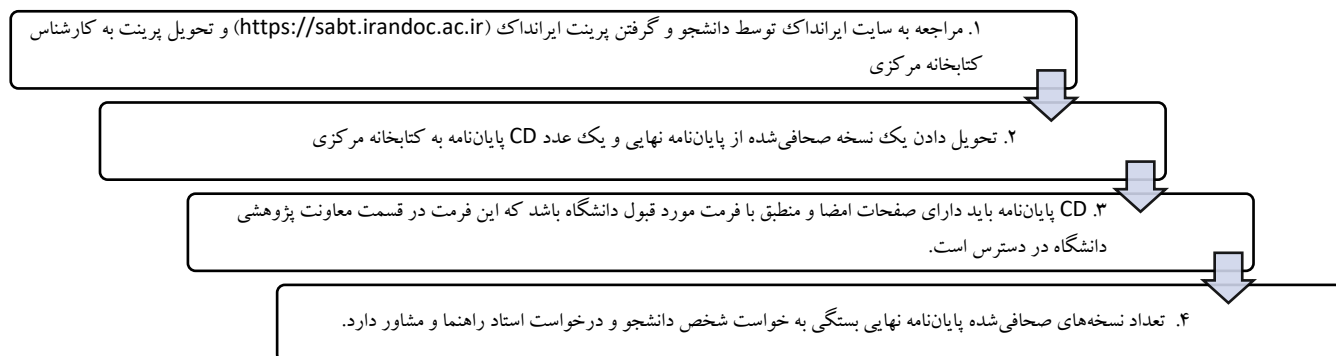 ۱. مراجعه به سایت ایرانداک توسط دانشجو و گرفتن پرینت ایرانداک (https://sabt.irandoc.ac.ir) و تحویل پرینت به کارشناس
کتابخانه مرکزی
۲. تحویل دادن یک نسخه صحافی‌شده از پایان‌نامه نهایی و یک عدد CD پایان‌نامه به کتابخانه مرکزی
۳. CD پایان‌نامه باید دارای صفحات امضا و منطبق با فرمت مورد قبول دانشگاه باشد که این فرمت در قسمت معاونت پژوهشی
دانشگاه در دسترس است.
۴. تعداد نسخه‌های صحافی‌شده پایان‌نامه نهایی بستگی به خواست شخص دانشجو و درخواست استاد راهنما و مشاور دارد.